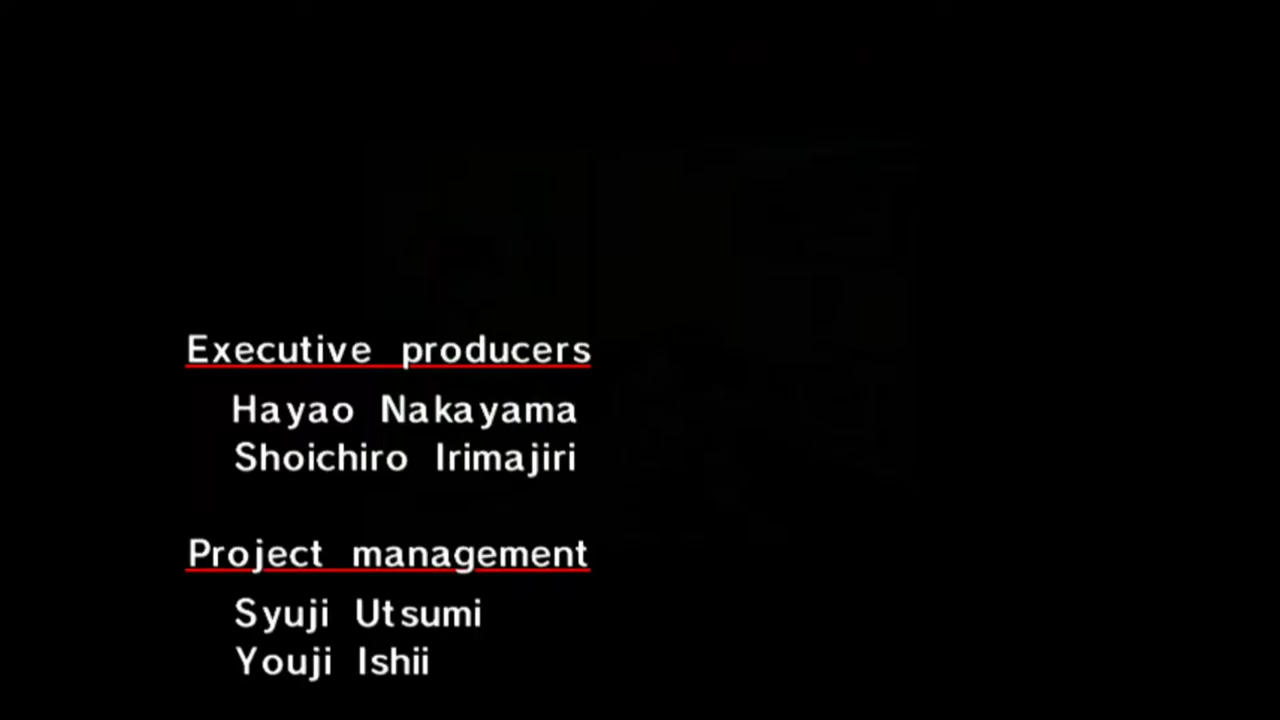 Executive producers
Hayao Nakayama
Shoichiro Irimajiri
Project management
Syuji Utsumi
Youji Ishii